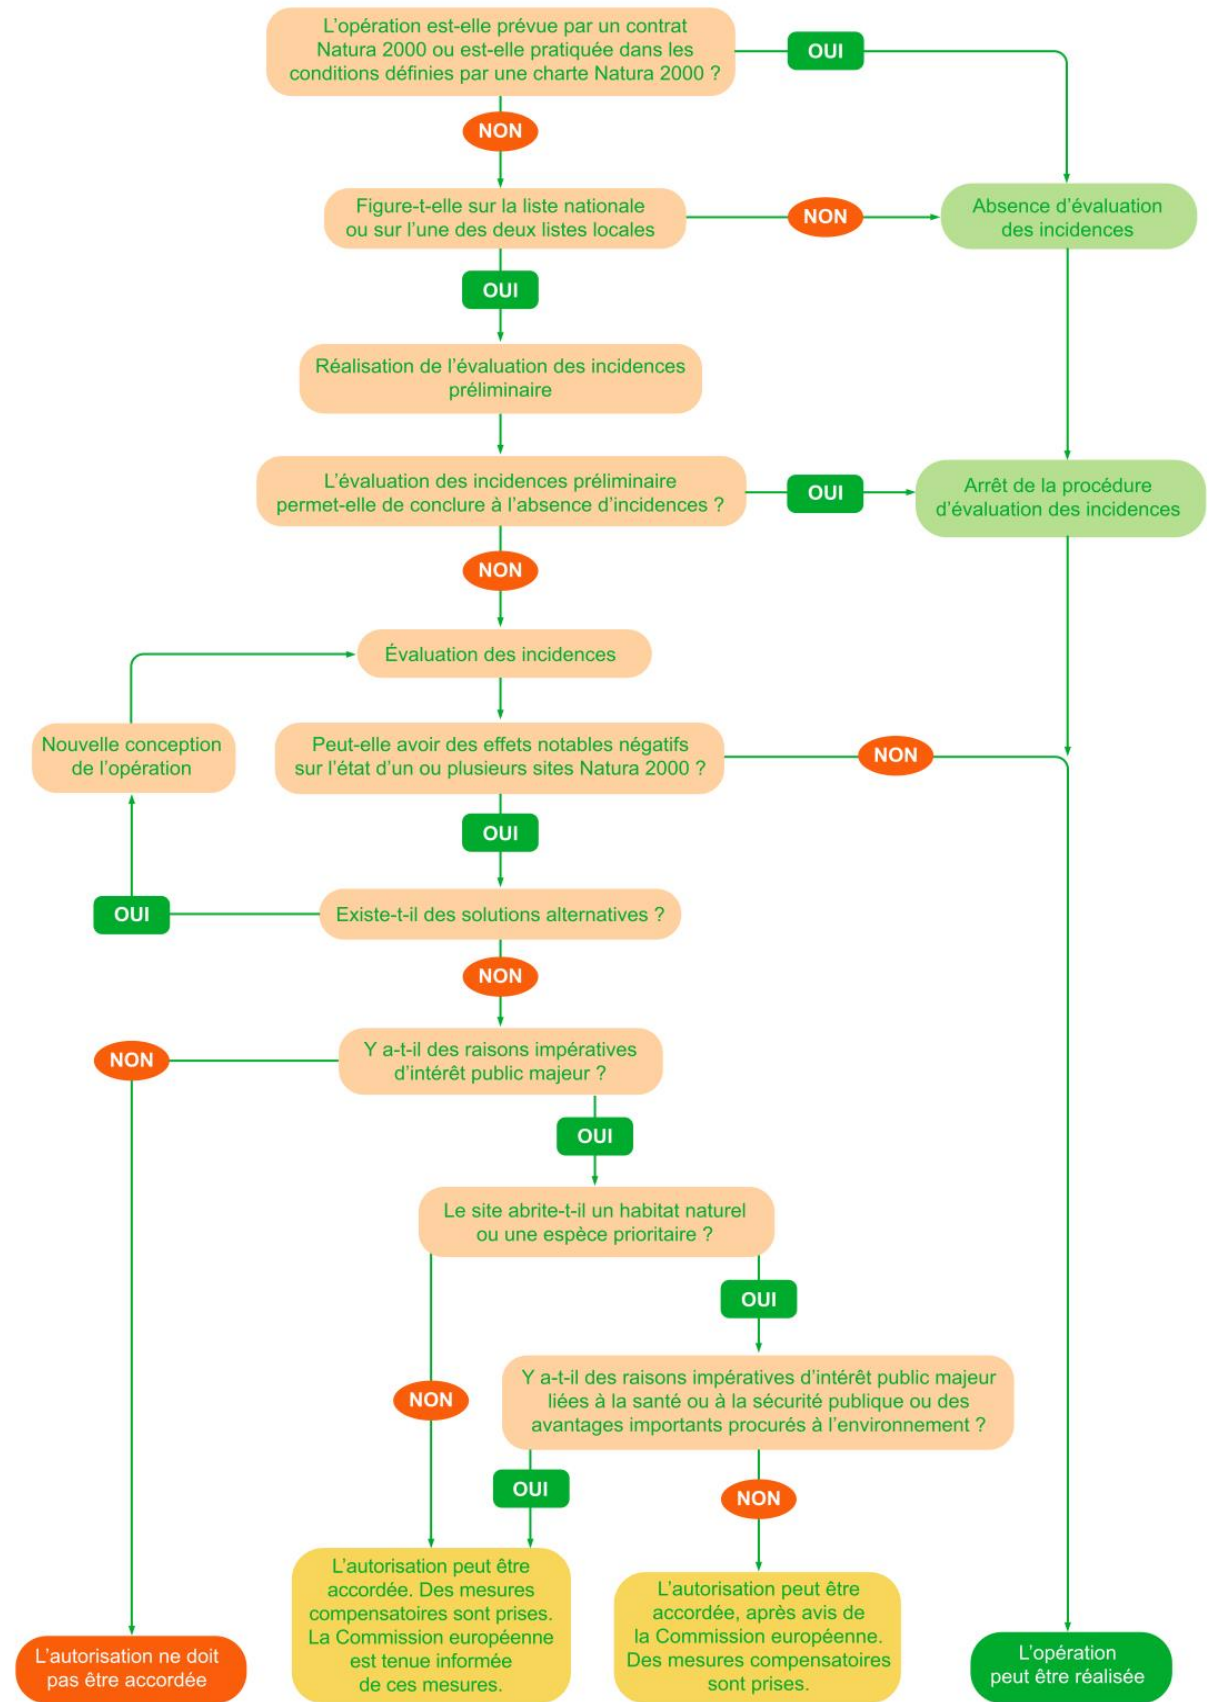 L'opération est-elle prévue par un contrat
Natura 2000 ou est-elle pratiquée dans les
conditions définies par une charte Natura 2000 ?
OUI
NON
Figure-t-elle sur la liste nationale
ou sur l'une des deux listes locales
NON
Absence d'évaluation
des incidences
OUI
Réalisation de l'évaluation des incidences
préliminaire
L'évaluation des incidences préliminaire
permet-elle de conclure à l'absence d'incidences ?
OUI
Arrêt de la procédure
d'évaluation des incidences
NON
Évaluation des incidences
Nouvelle conception
de l'opération
Peut-elle avoir des effets notables négatifs
sur l'état d'un ou plusieurs sites Natura 2000 ?
NON
OUI
OUI
Existe-t-il des solutions alternatives ?
NON
NON
Y a-t-il des raisons impératives
d'intérêt public majeur ?
OUI
Le site abrite-t-il un habitat naturel
ou une espèce prioritaire ?
OUI
NON
Y a-t-il des raisons impératives d'intérêt public majeur
liées à la santé ou à la sécurité publique ou des
avantages importants procurés à l'environnement ?
OUI
NON
L'autorisation ne doit
pas être accordée
L'autorisation peut être
accordée. Des mesures
compensatoires sont prises.
La Commission européenne
est tenue informée
de ces mesures.
L'autorisation peut être
accordée, après avis de
la Commission européenne.
Des mesures compensatoires
sont prises.
L'opération
peut être réalisée